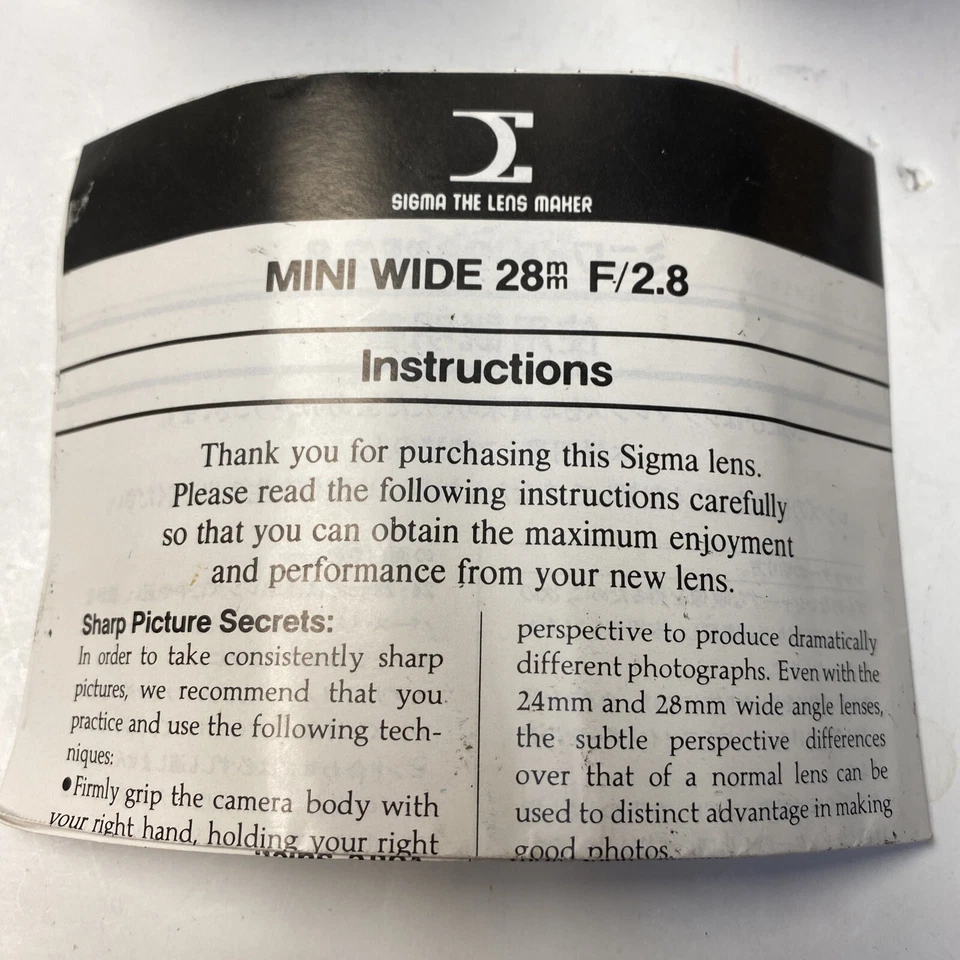 SIGMA THE LENS MAKER
MINI WIDE 28mm F/2.8
Instructions
Thank you for purchasing this Sigma lens.
Please read the following instructions carefully
so that you can obtain the maximum enjoyment
and performance from your new lens.
Sharp Picture Secrets:
In order to take consistently sharp
pictures, we recommend that you
practice and use the following tech-
niques:
●Firmly grip the camera body with
your right hand, holding your right
perspective to produce dramatically
different photographs. Even with the
24mm and 28mm wide angle lenses,
the subtle perspective differences
over that of a normal lens can be
used to distinct advantage in making
good photos.